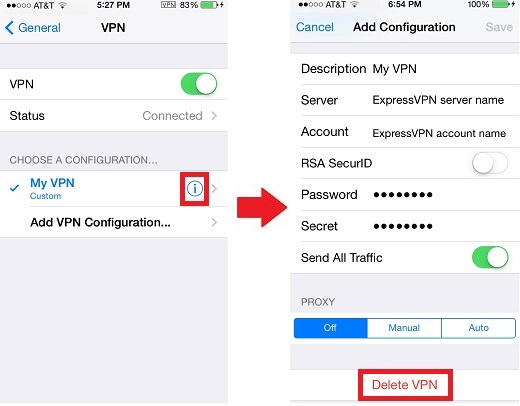 AT&T 5:27 PM VPN 83%
General VPN
VPN
Status Connected
CHOOSE A CONFIGURATION...
My VPN
Custom
Add VPN Configuration...
AT&T 6:54 PM 100%
Cancel Add Configuration Save
Description My VPN
Server ExpressVPN server name
Account ExpressVPN account name
RSA SecurID
Password ●●●●●●●●
Secret ●●●●●●●●
Send All Traffic
PROXY
Off Manual Auto
Delete VPN